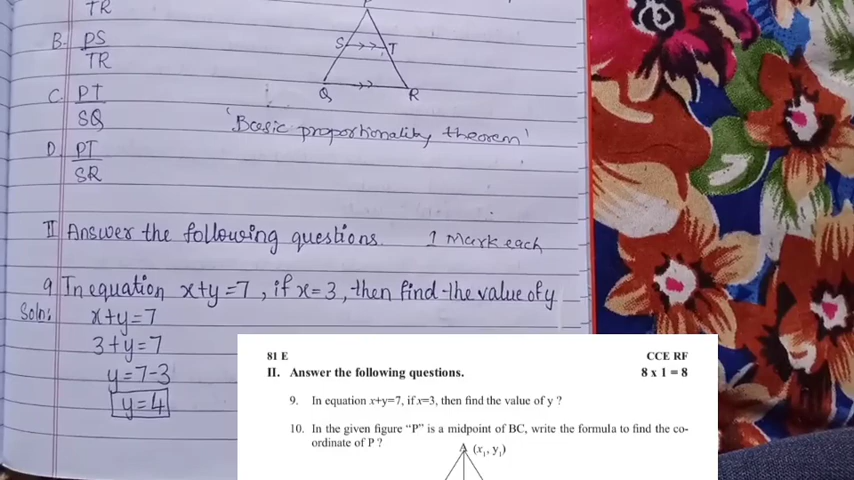 TR
B. PS
TR
C. PT
SQ
D. PT
SR
S T
Q R
'Basic proportionality theorem'
II Answer the following questions. 1 Mark each
9 In equation x+y=7, if x=3, then find the value of y
Soln: x+y=7
3+y=7
y=7-3
y=4
81 E CCE RF
II. Answer the following questions. 8 x 1 = 8
9. In equation x+y=7, if x=3, then find the value of y ?
10. In the given figure "P" is a midpoint of BC, write the formula to find the co-
ordinate of P ?
A (x₁, y₁)